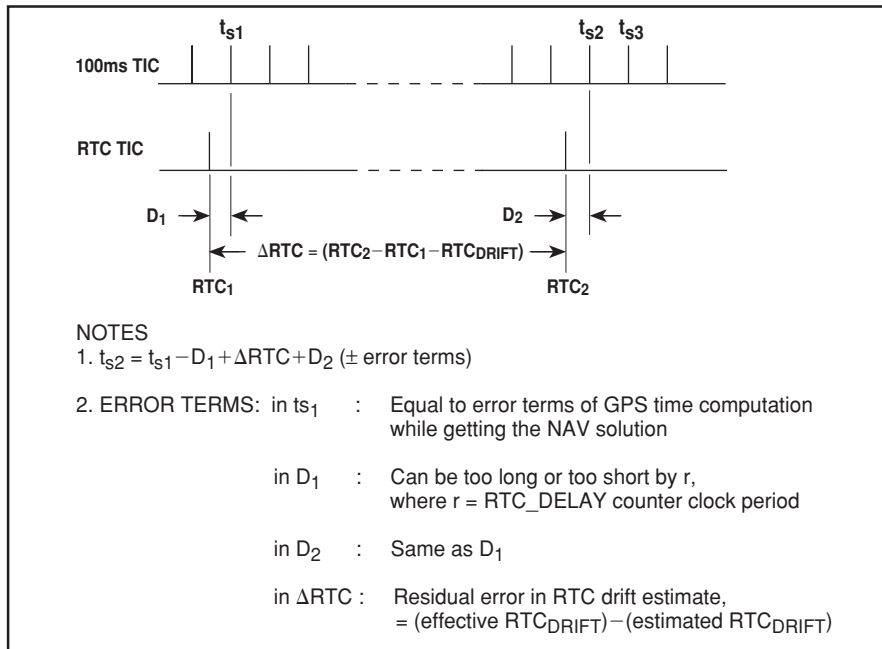 ts1 ts2 ts3
100ms TIC
RTC TIC
D1 D2
ΔRTC = (RTC2−RTC1−RTCDRIFT)
RTC1 RTC2
NOTES
1. ts2 = ts1−D1+ΔRTC+D2 (± error terms)
2. ERROR TERMS: in ts1 : Equal to error terms of GPS time computation
while getting the NAV solution
in D1 : Can be too long or too short by r,
where r = RTC_DELAY counter clock period
in D2 : Same as D1
in ΔRTC : Residual error in RTC drift estimate,
= (effective RTCDRIFT)−(estimated RTCDRIFT)